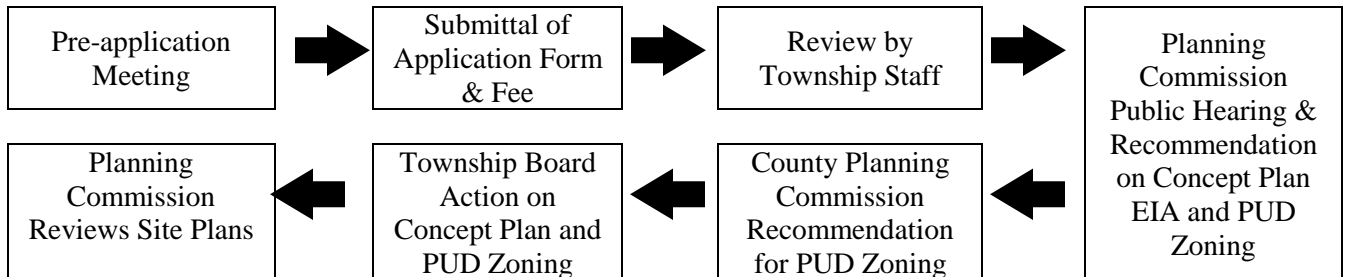 Pre-application
Meeting
Submittal of
Application Form
& Fee
Review by
Township Staff
Planning
Commission
Public Hearing &
Recommendation
on Concept Plan
EIA and PUD
Zoning
County Planning
Commission
Recommendation
for PUD Zoning
Township Board
Action on
Concept Plan and
PUD Zoning
Planning
Commission
Reviews Site Plans